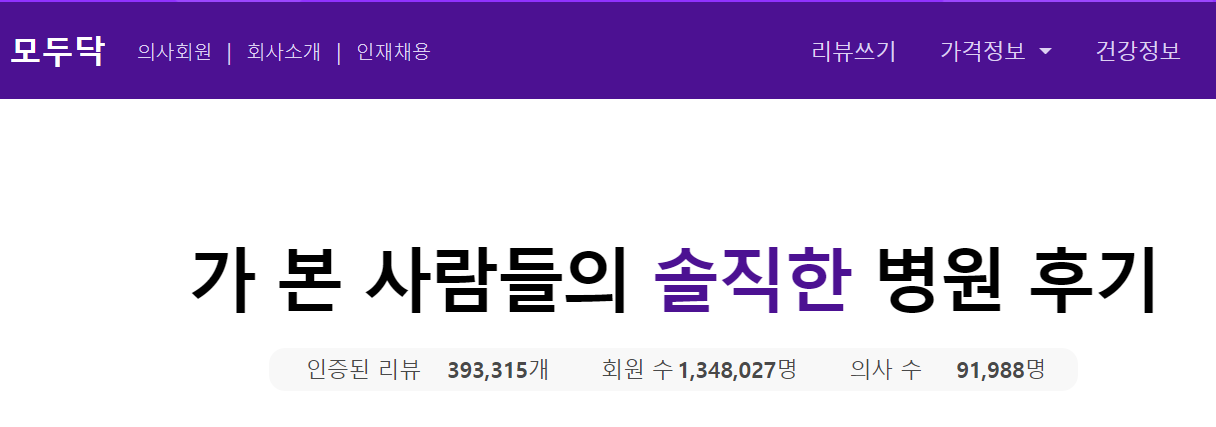 모두닥 의사회원 | 회사소개 | 인재채용 리뷰쓰기 가격정보 건강정보
가 본 사람들의 솔직한 병원 후기
인증된 리뷰 393,315개 회원 수 1,348,027명 의사 수 91,988명